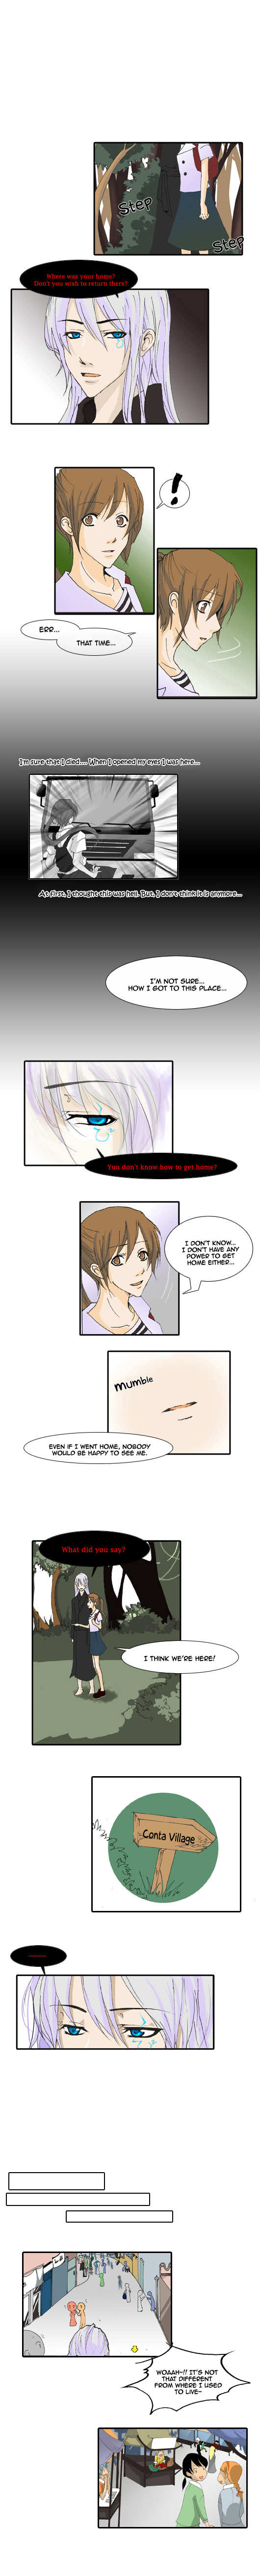 Step
Step
Where was your home?
Don't you wish to return there?
!
ERR...
THAT TIME...
I'm sure that I died.... When I opened my eyes I was here...
At first, I thought this was hell. But, I don't think it is anymore...
I'M NOT SURE...
HOW I GOT TO THIS PLACE...
You don't know how to get home?
I DON'T KNOW...
I DON'T HAVE ANY
POWER TO GET
HOME EITHER...
mumble
EVEN IF I WENT HOME, NOBODY
WOULD BE HAPPY TO SEE ME.
What did you say?
I THINK WE'RE HERE!
Conta Village
WOAAH~!! IT'S NOT
THAT DIFFERENT
FROM WHERE I USED
TO LIVE~